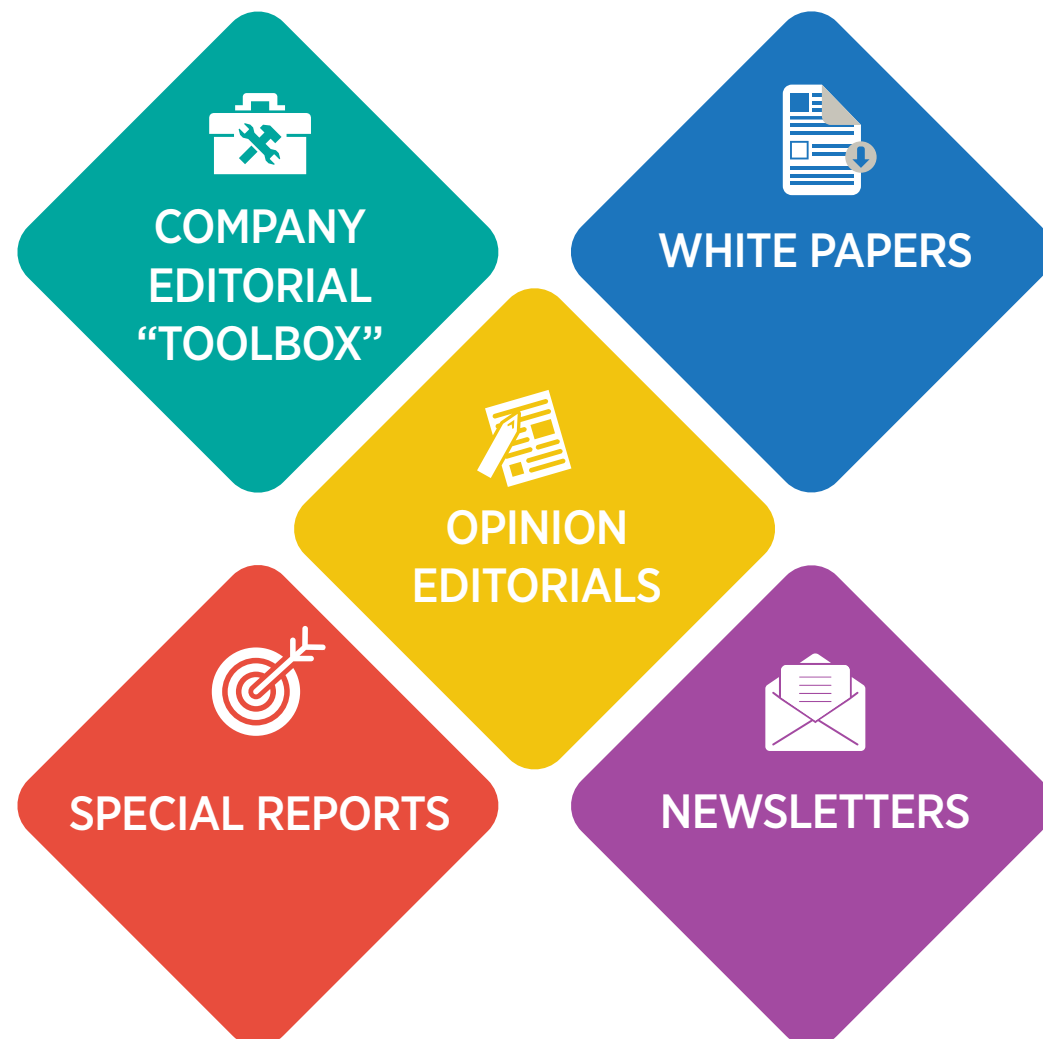 COMPANY
EDITORIAL
“TOOLBOX”
WHITE PAPERS
OPINION
EDITORIALS
SPECIAL REPORTS
NEWSLETTERS